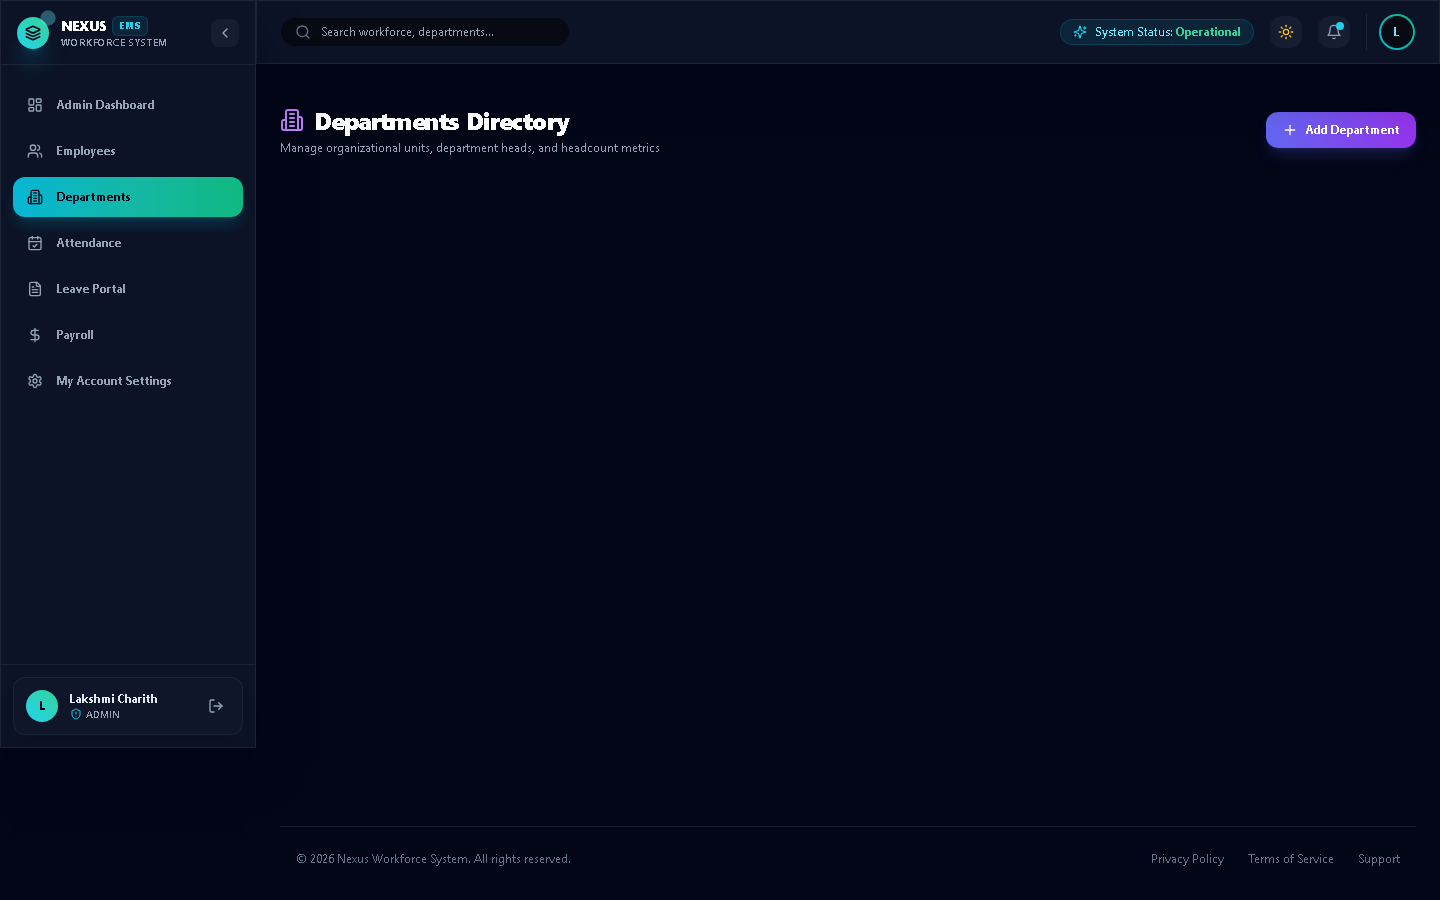 NEXUS EMS
WORKFORCE SYSTEM
Search workforce, departments...
System Status: Operational
L
Admin Dashboard
Employees
Departments
Attendance
Leave Portal
Payroll
My Account Settings
Departments Directory
Manage organizational units, department heads, and headcount metrics
Add Department
L
Lakshmi Charith
ADMIN
© 2026 Nexus Workforce System. All rights reserved.
Privacy Policy
Terms of Service
Support